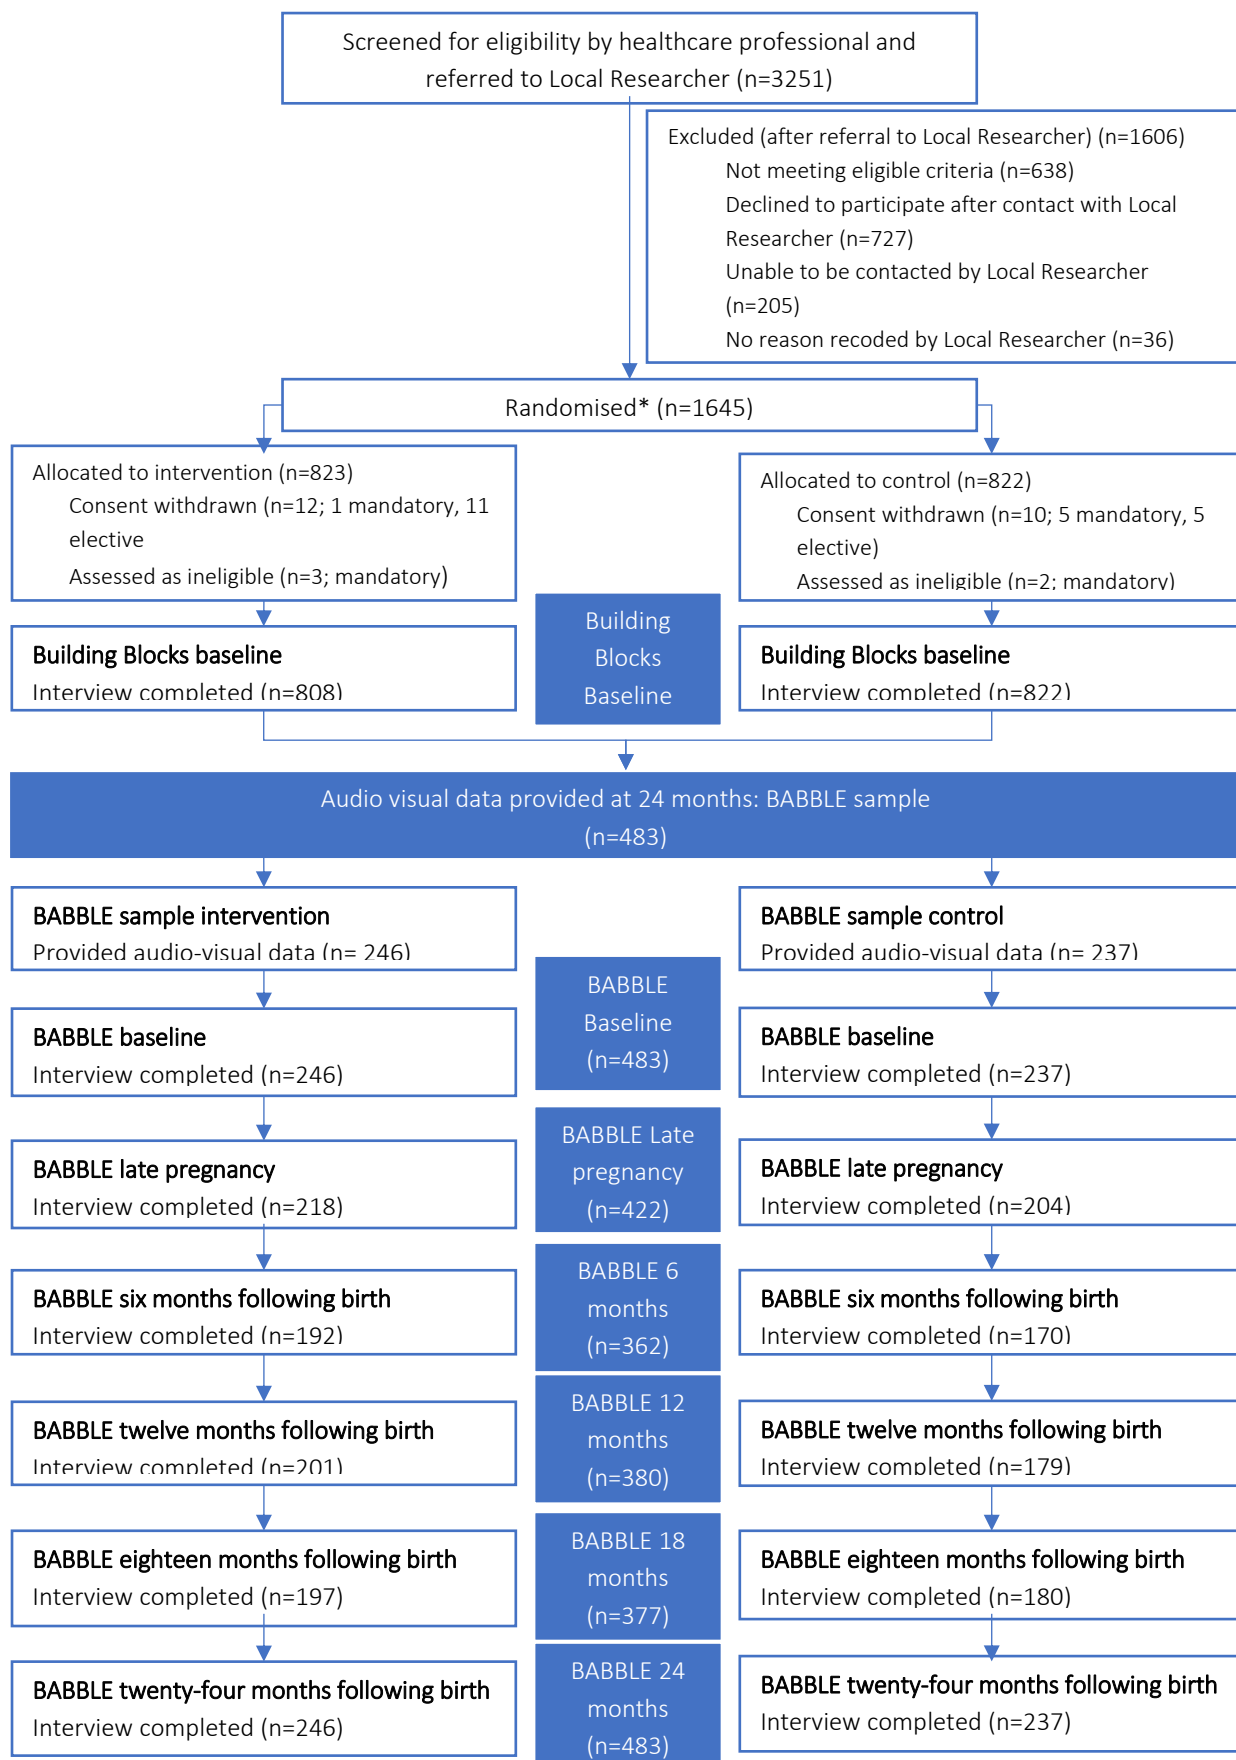 Screened for eligibility by healthcare professional and
referred to Local Researcher (n=3251)
Excluded (after referral to Local Researcher) (n=1606)
Not meeting eligible criteria (n=638)
Declined to participate after contact with Local
Researcher (n=727)
Unable to be contacted by Local Researcher
(n=205)
No reason recoded by Local Researcher (n=36)
Randomised* (n=1645)
Allocated to intervention (n=823)
Consent withdrawn (n=12; 1 mandatory, 11
elective
Assessed as ineligible (n=3; mandatory)
Allocated to control (n=822)
Consent withdrawn (n=10; 5 mandatory, 5
elective)
Assessed as ineligible (n=2; mandatory)
Building Blocks baseline
Interview completed (n=808)
Building
Blocks
Baseline
Building Blocks baseline
Interview completed (n=822)
Audio visual data provided at 24 months: BABBLE sample
(n=483)
BABBLE sample intervention
Provided audio-visual data (n= 246)
BABBLE sample control
Provided audio-visual data (n= 237)
BABBLE
Baseline
(n=483)
BABBLE baseline
Interview completed (n=246)
BABBLE baseline
Interview completed (n=237)
BABBLE late pregnancy
Interview completed (n=218)
BABBLE Late
pregnancy
(n=422)
BABBLE late pregnancy
Interview completed (n=204)
BABBLE six months following birth
Interview completed (n=192)
BABBLE 6
months
(n=362)
BABBLE six months following birth
Interview completed (n=170)
BABBLE twelve months following birth
Interview completed (n=201)
BABBLE 12
months
(n=380)
BABBLE twelve months following birth
Interview completed (n=179)
BABBLE eighteen months following birth
Interview completed (n=197)
BABBLE 18
months
(n=377)
BABBLE eighteen months following birth
Interview completed (n=180)
BABBLE twenty-four months following birth
Interview completed (n=246)
BABBLE 24
months
(n=483)
BABBLE twenty-four months following birth
Interview completed (n=237)